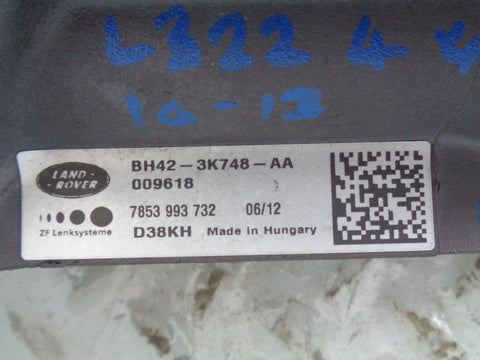 L322 4 4
10-13
LAND-
-ROVER
BH42-3K748-AA
009618
7853 993 732 06/12
ZF Lenksysteme
D38KH Made in Hungary